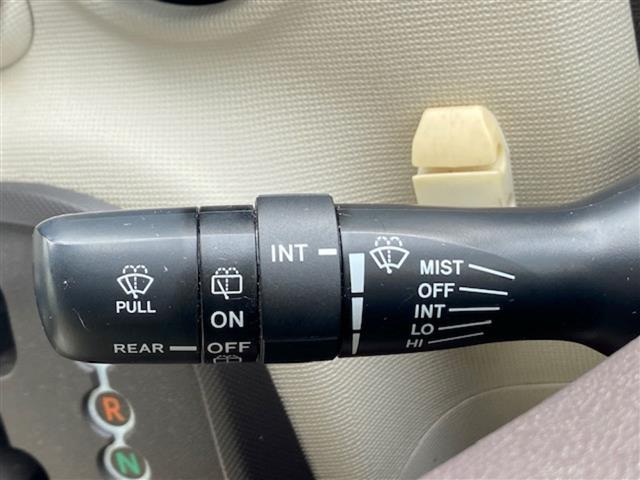 PULL
REAR
ON
OFF
INT
MIST
OFF
INT
LO
HI
R
N